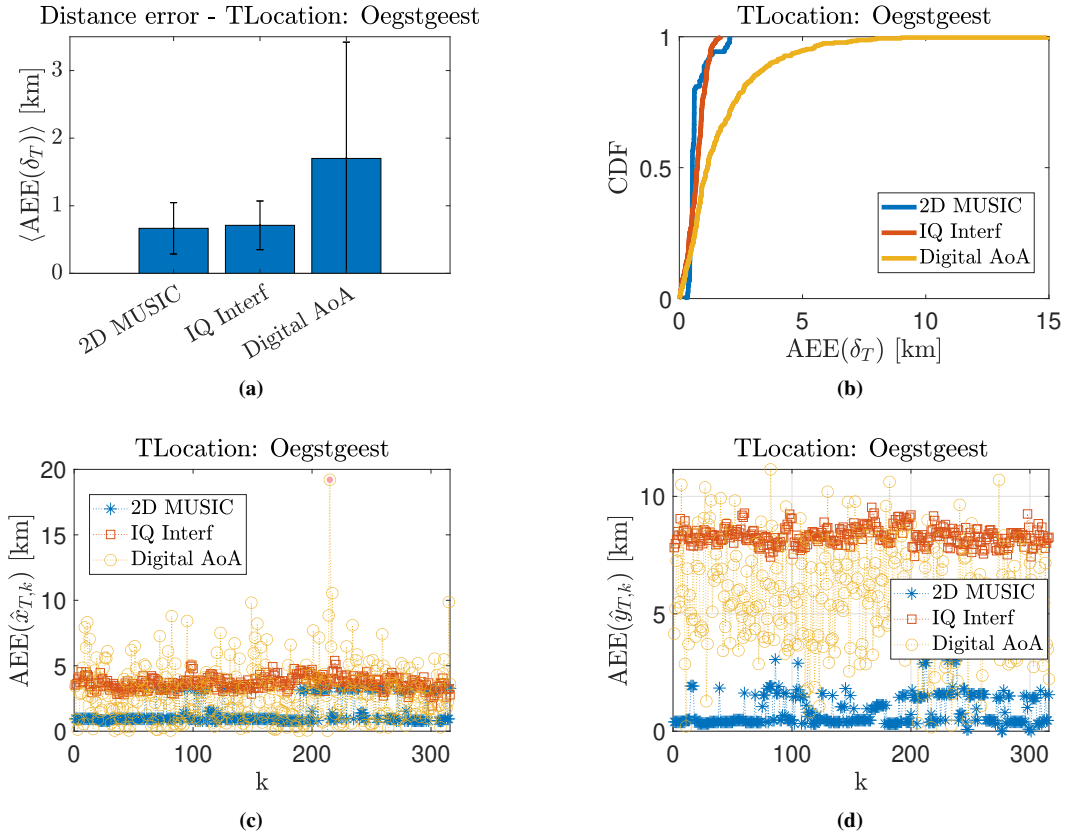 Distance error - TLocation: Oegstgeest
⟨AEE(δ_T)⟩ [km]
3
2
1
0
2D MUSIC
IQ Interf
Digital AoA
(a)
TLocation: Oegstgeest
CDF
1
0.5
0
2D MUSIC
IQ Interf
Digital AoA
0 5 10 15
AEE(δ_T) [km]
(b)
TLocation: Oegstgeest
AEE(x̂_{T,k}) [km]
20
15
10
5
0
2D MUSIC
IQ Interf
Digital AoA
0 100 200 300
k
(c)
TLocation: Oegstgeest
AEE(ŷ_{T,k}) [km]
10
5
0
2D MUSIC
IQ Interf
Digital AoA
0 100 200 300
k
(d)